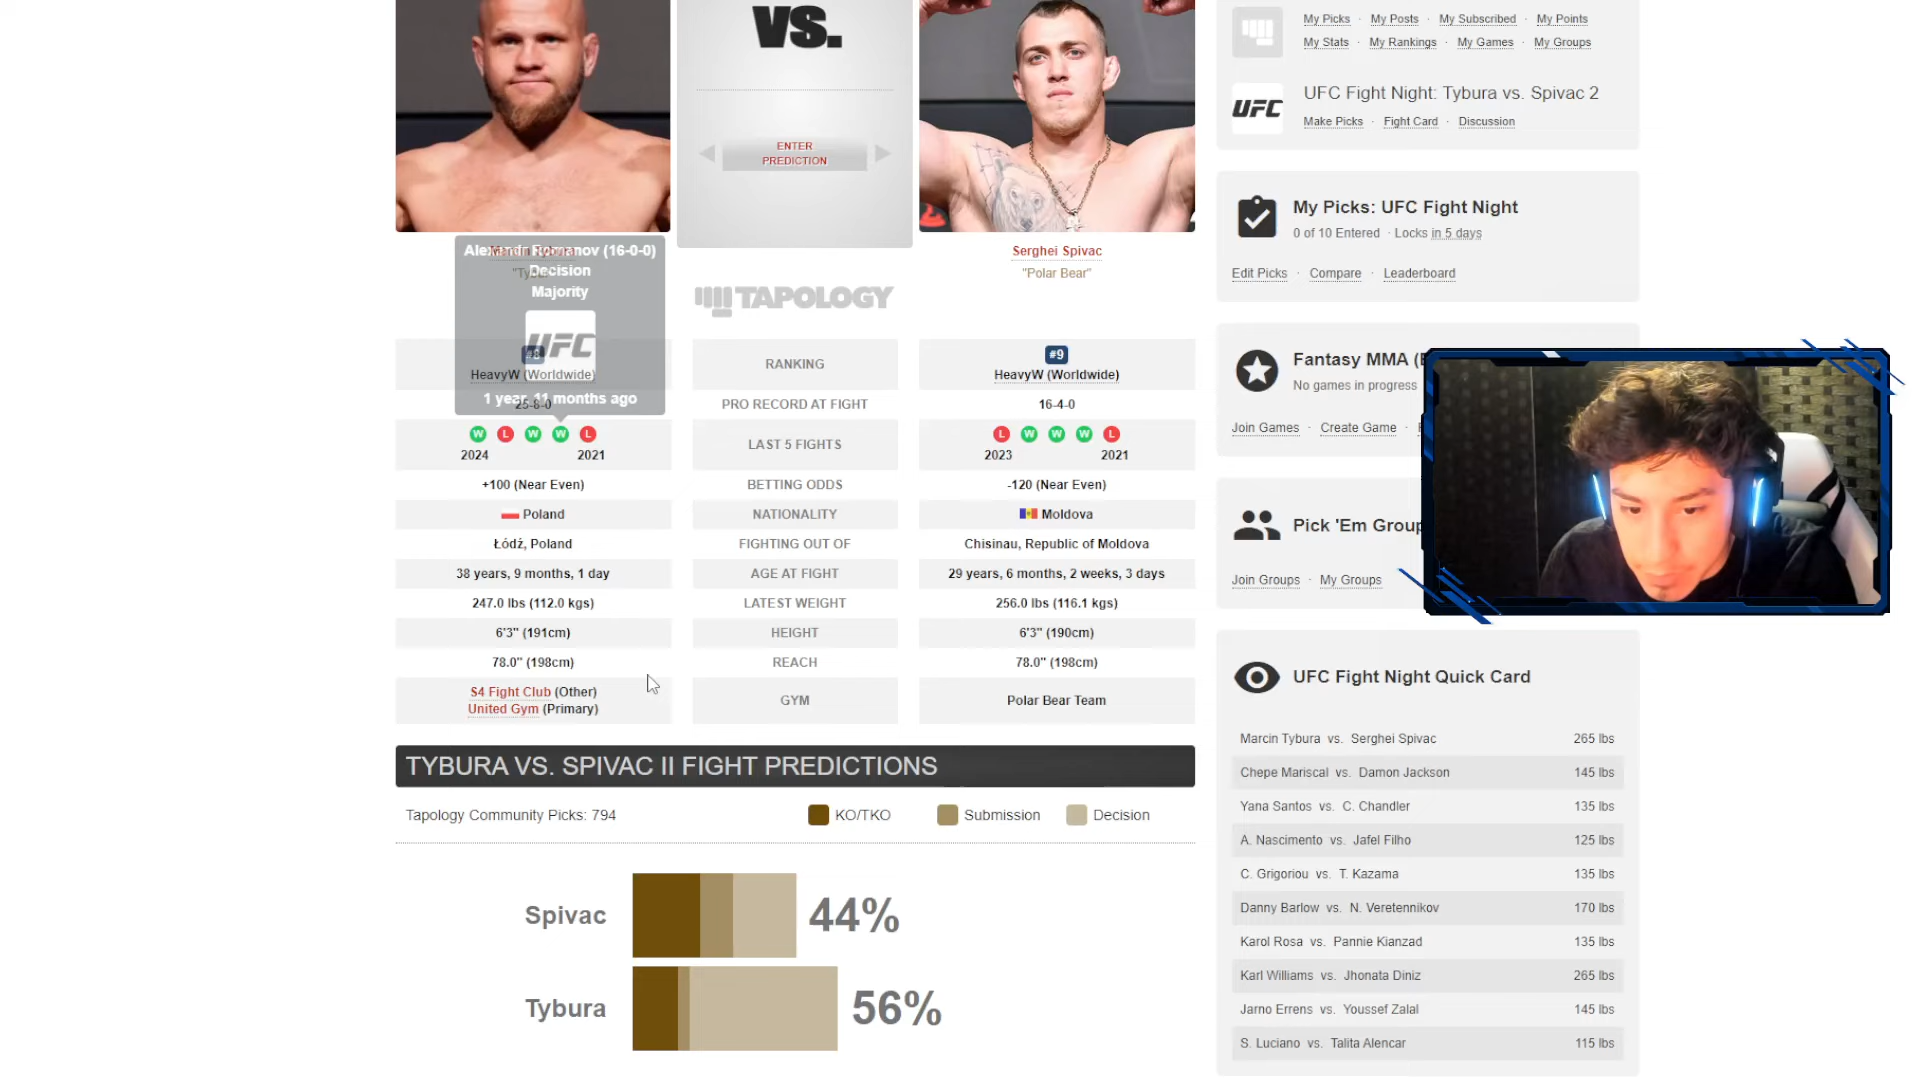 VS.
ENTER
PREDICTION
Alexandr Romanov (16-0-0)
Decision
Majority
UFC
1 year, 11 months ago
Serghei Spivac
"Polar Bear"
TAPOLOGY
#8
HeavyW (Worldwide)
RANKING
#9
HeavyW (Worldwide)
25-8-0
PRO RECORD AT FIGHT
16-4-0
W L W W L
2024 2021
LAST 5 FIGHTS
L W W W L
2023 2021
+100 (Near Even)
BETTING ODDS
-120 (Near Even)
Poland
NATIONALITY
Moldova
Łódź, Poland
FIGHTING OUT OF
Chisinau, Republic of Moldova
38 years, 9 months, 1 day
AGE AT FIGHT
29 years, 6 months, 2 weeks, 3 days
247.0 lbs (112.0 kgs)
LATEST WEIGHT
256.0 lbs (116.1 kgs)
6'3" (191cm)
HEIGHT
6'3" (190cm)
78.0" (198cm)
REACH
78.0" (198cm)
S4 Fight Club (Other)
United Gym (Primary)
GYM
Polar Bear Team
TYBURA VS. SPIVAC II FIGHT PREDICTIONS
Tapology Community Picks: 794
KO/TKO
Submission
Decision
Spivac
44%
Tybura
56%
My Picks · My Posts · My Subscribed · My Points
My Stats · My Rankings · My Games · My Groups
UFC
UFC Fight Night: Tybura vs. Spivac 2
Make Picks · Fight Card · Discussion
My Picks: UFC Fight Night
0 of 10 Entered · Locks in 5 days
Edit Picks · Compare · Leaderboard
Fantasy MMA
No games in progress
Join Games · Create Game ·
Pick 'Em Group
Join Groups · My Groups
UFC Fight Night Quick Card
Marcin Tybura vs. Serghei Spivac 265 lbs
Chepe Mariscal vs. Damon Jackson 145 lbs
Yana Santos vs. C. Chandler 135 lbs
A. Nascimento vs. Jafel Filho 125 lbs
C. Grigoriou vs. T. Kazama 135 lbs
Danny Barlow vs. N. Veretennikov 170 lbs
Karol Rosa vs. Pannie Kianzad 135 lbs
Karl Williams vs. Jhonata Diniz 265 lbs
Jarno Errens vs. Youssef Zalal 145 lbs
S. Luciano vs. Talita Alencar 115 lbs